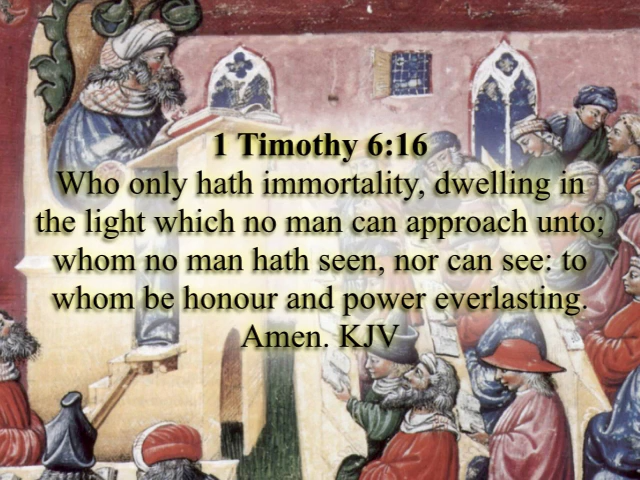 1 Timothy 6:16
Who only hath immortality, dwelling in
the light which no man can approach unto;
whom no man hath seen, nor can see: to
whom be honour and power everlasting.
Amen. KJV